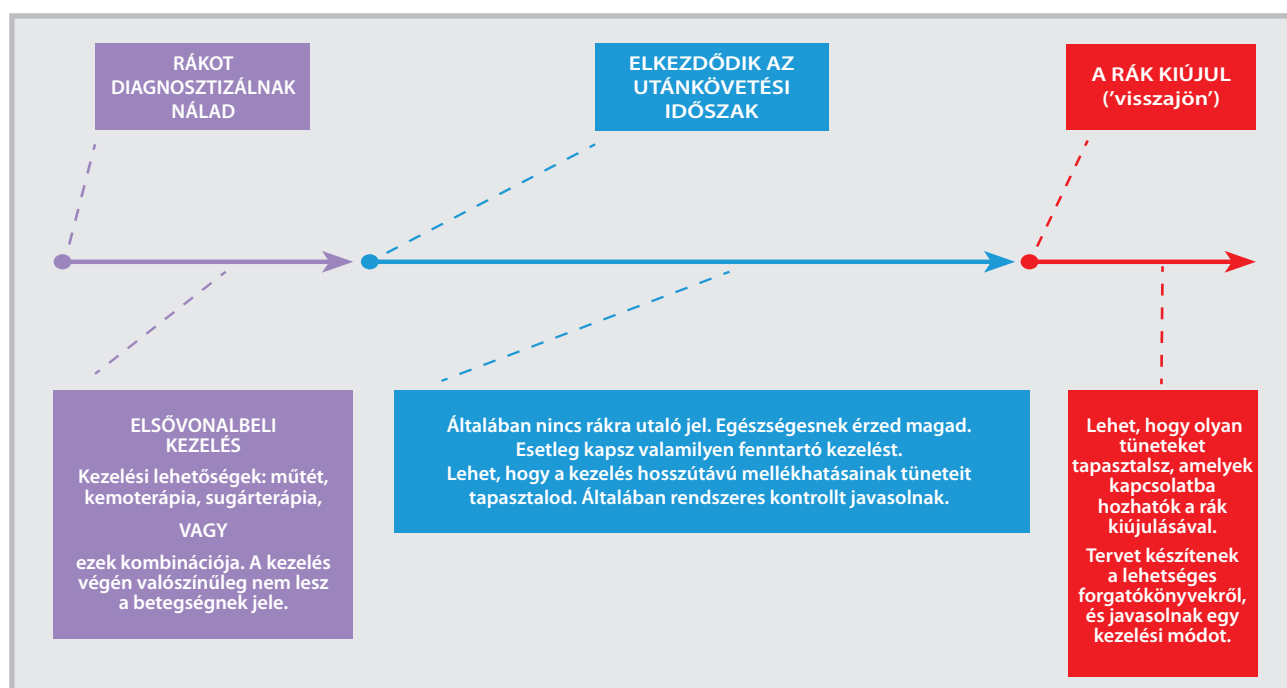 RÁKOT
DIAGNOSZTIZÁLNAK
NÁLAD
ELKEZDŐDIK AZ
UTÁNKÖVETÉSI
IDŐSZAK
A RÁK KIÚJUL
(’visszajön’)
ELSŐVONALBELI
KEZELÉS
Kezelési lehetőségek: műtét,
kemoterápia, sugárterápia,
VAGY
ezek kombinációja. A kezelés
végén valószínűleg nem lesz
a betegségnek jele.
Általában nincs rákra utaló jel. Egészségesnek érzed magad.
Esetleg kapsz valamilyen fenntartó kezelést.
Lehet, hogy a kezelés hosszútávú mellékhatásainak tüneteit
tapasztalod. Általában rendszeres kontrollt javasolnak.
Lehet, hogy olyan
tüneteket
tapasztalsz, amelyek
kapcsolatba
hozhatók a rák
kiújulásával.
Tervet készítenek
a lehetséges
forgatókönyvekről,
és javasolnak egy
kezelési módot.